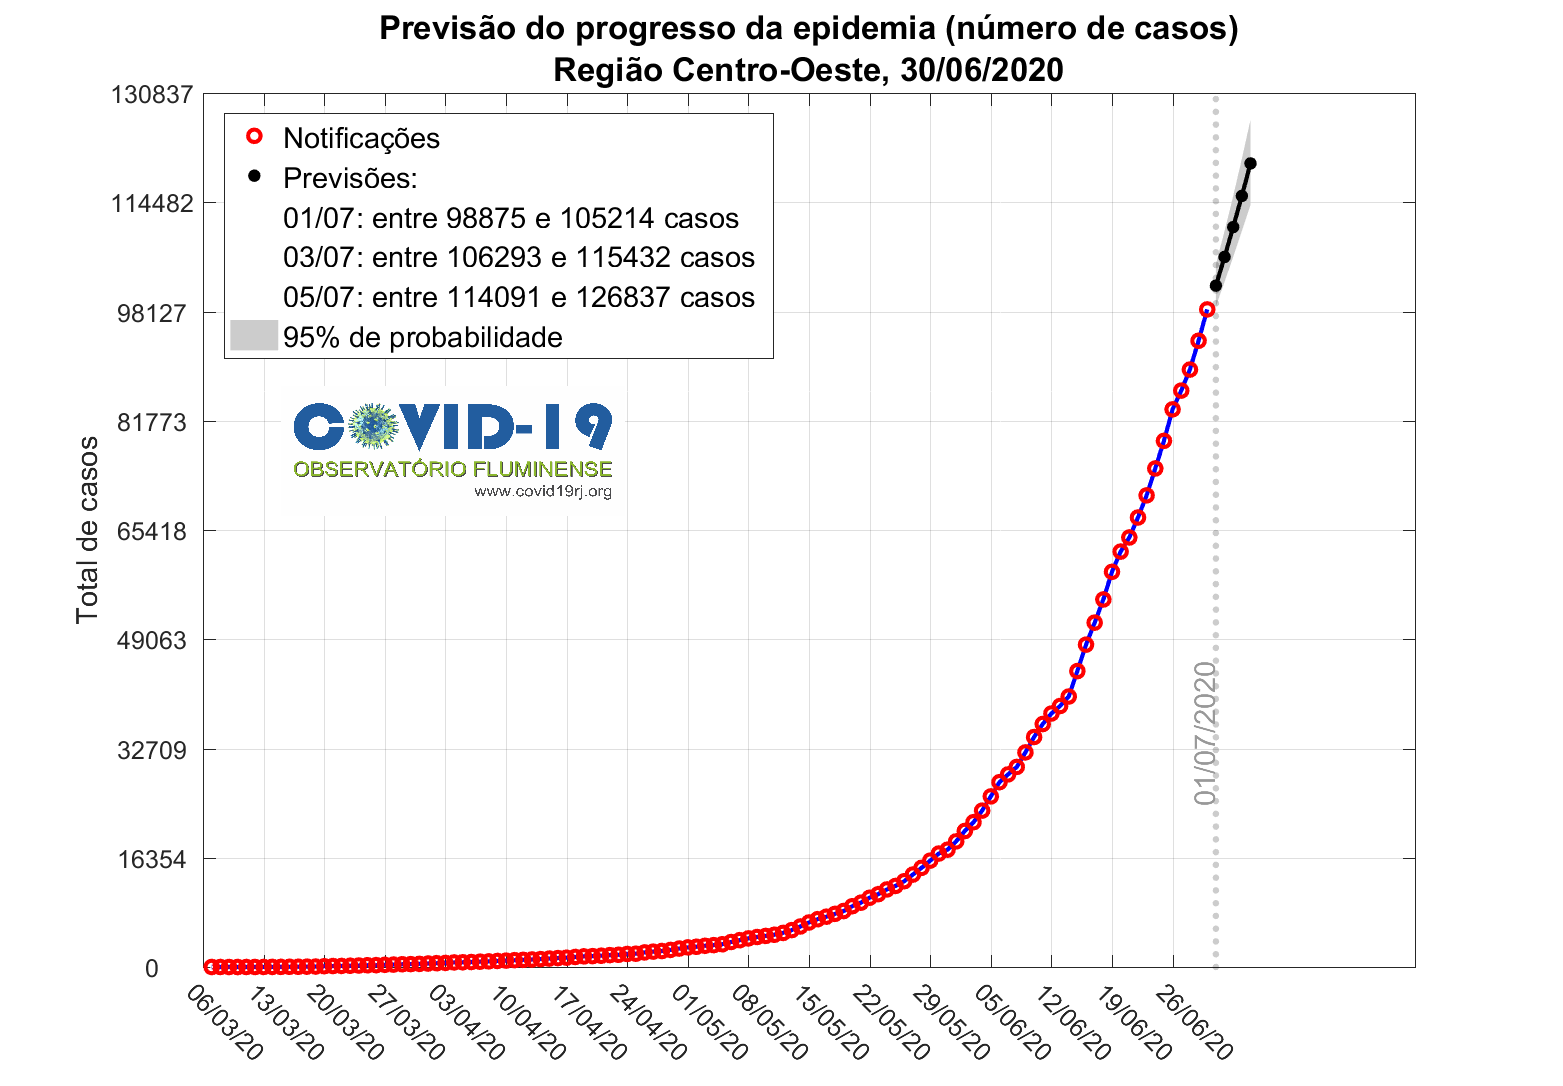 Previsão do progresso da epidemia (número de casos)
Região Centro-Oeste, 30/06/2020
130837
114482
98127
81773
65418
49063
32709
16354
0
Total de casos
Notificações
Previsões:
01/07: entre 98875 e 105214 casos
03/07: entre 106293 e 115432 casos
05/07: entre 114091 e 126837 casos
95% de probabilidade
COVID-19
OBSERVATÓRIO FLUMINENSE
www.covid19rj.org
01/07/2020
06/03/20
13/03/20
20/03/20
27/03/20
03/04/20
10/04/20
17/04/20
24/04/20
01/05/20
08/05/20
15/05/20
22/05/20
29/05/20
05/06/20
12/06/20
19/06/20
26/06/20